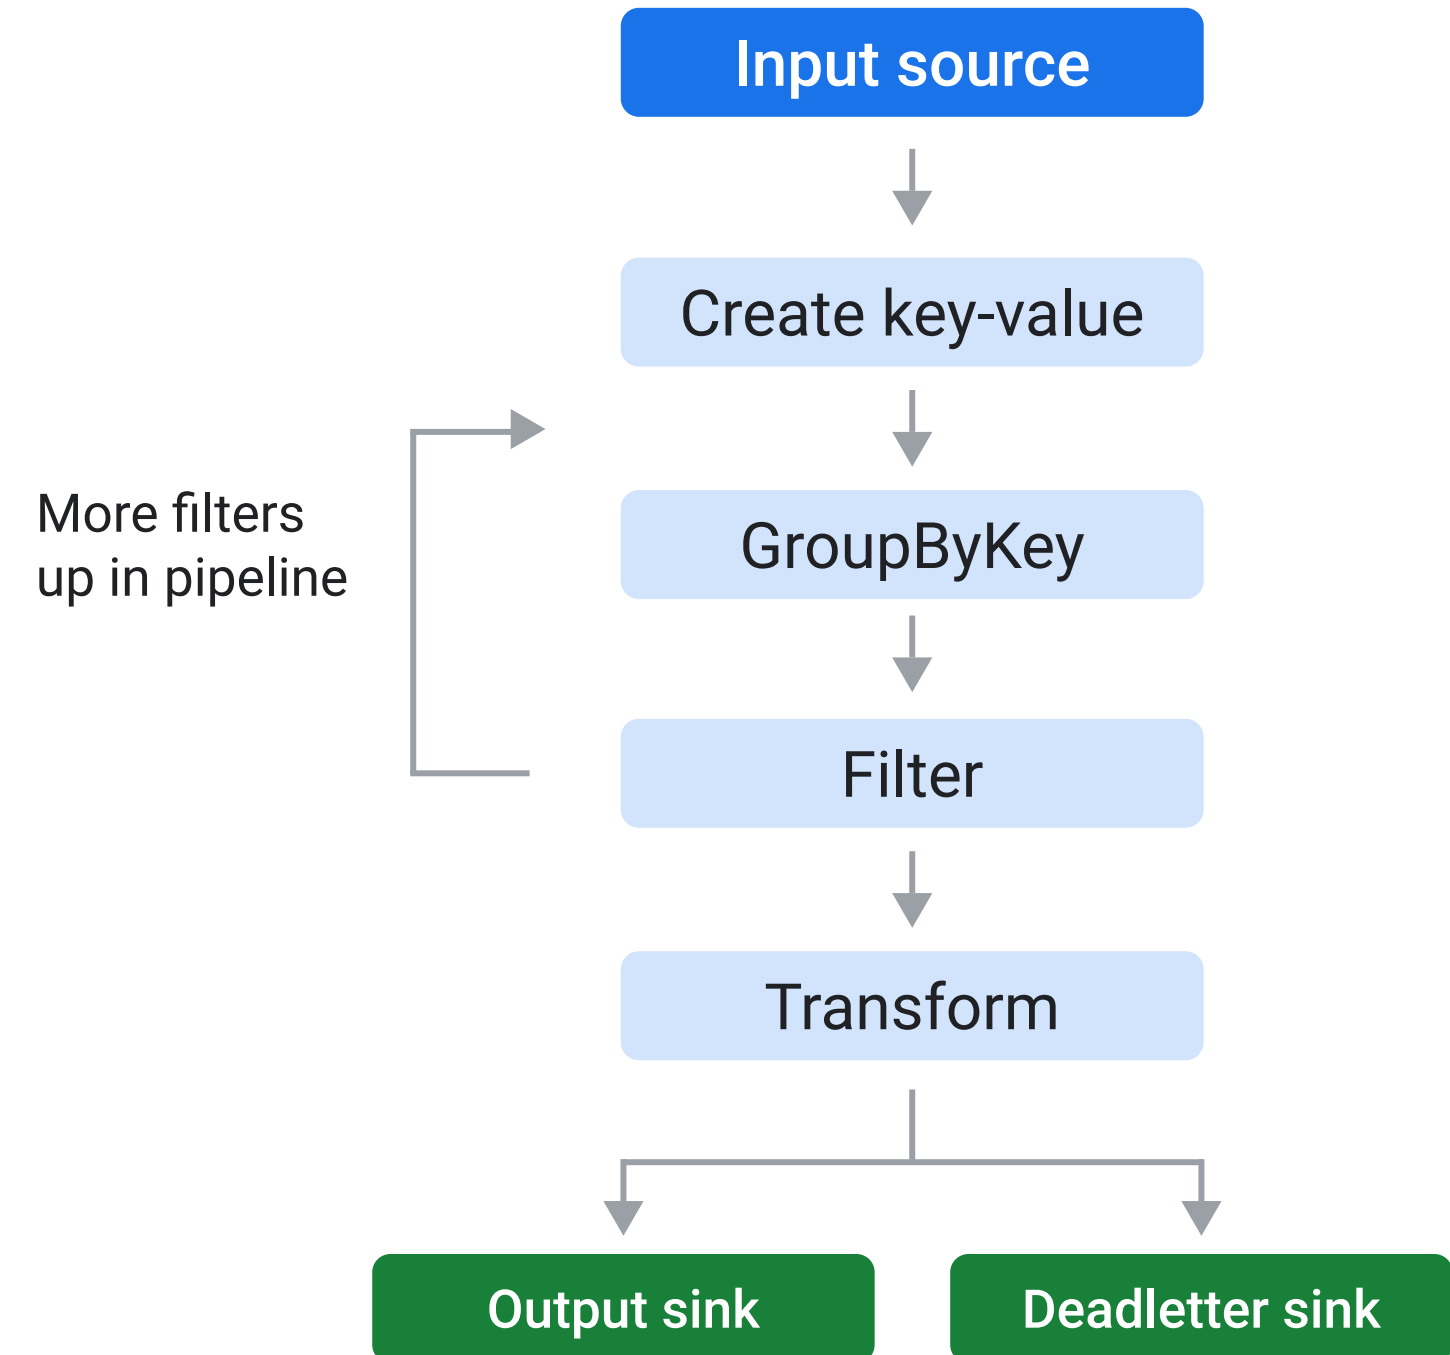 Input source
Create key-value
More filters
up in pipeline
GroupByKey
Filter
Transform
Output sink
Deadletter sink